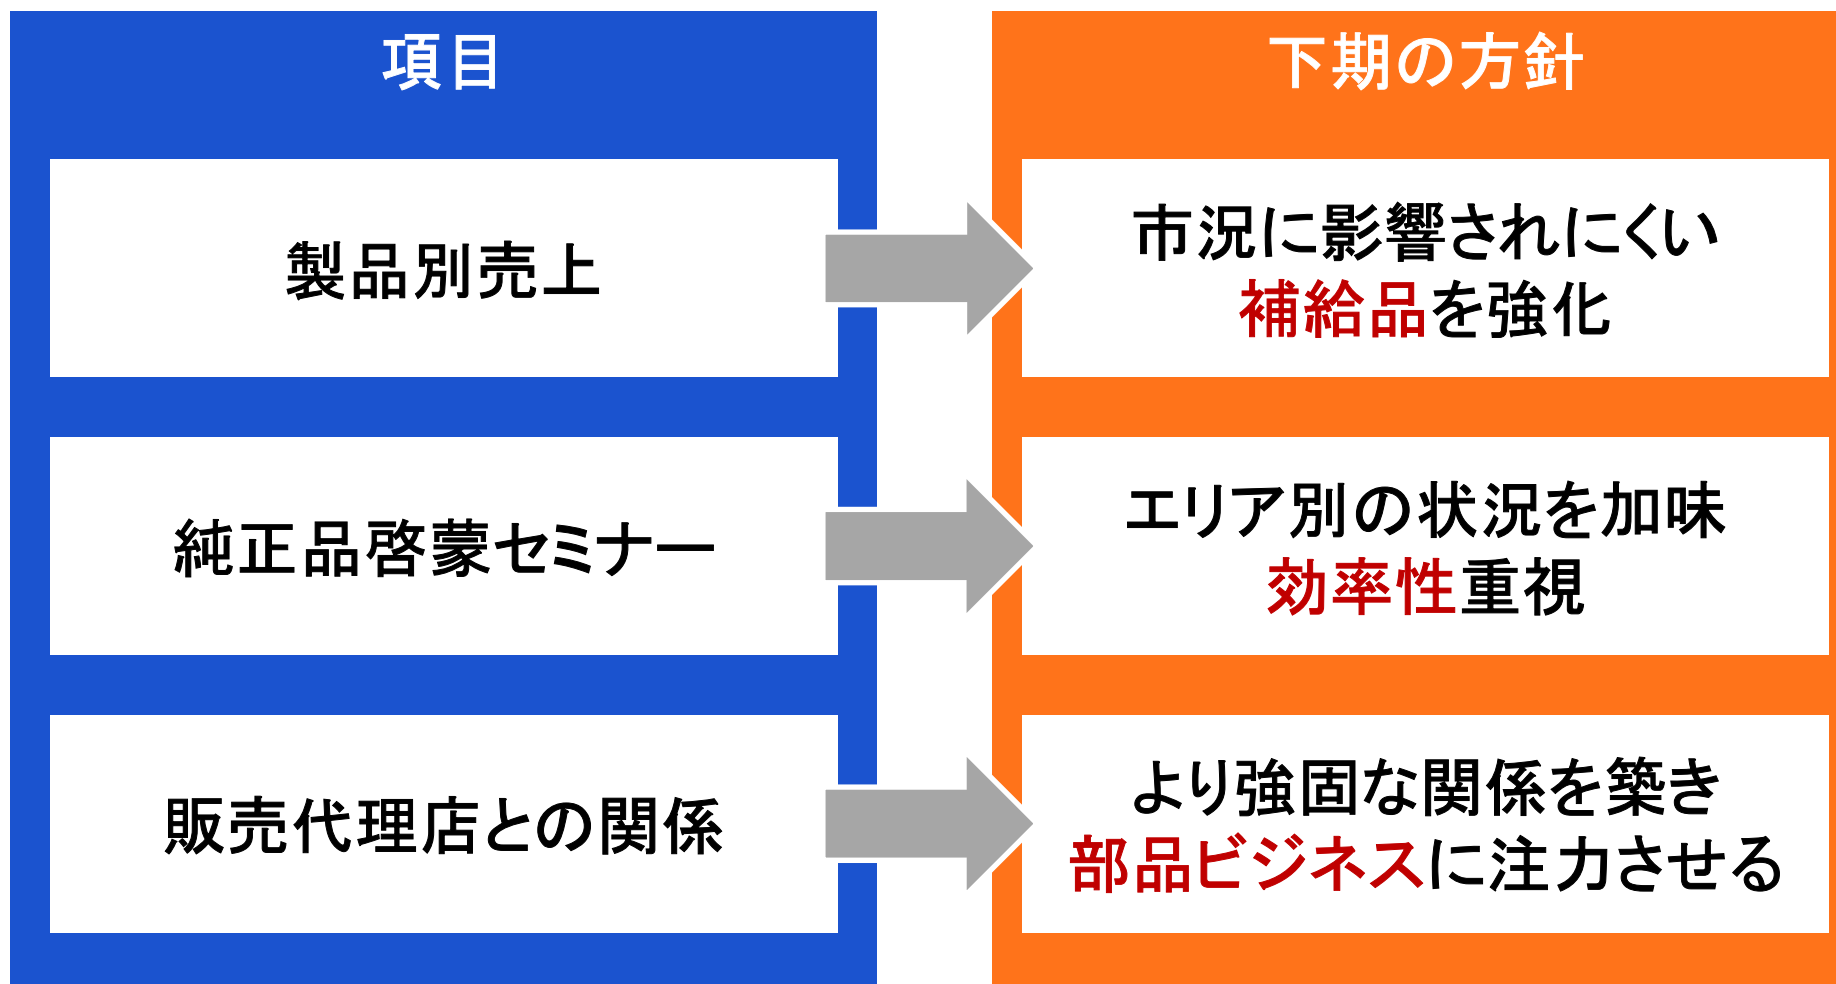 項目
下期の方針
製品別売上
市況に影響されにくい
補給品を強化
純正品啓蒙セミナー
エリア別の状況を加味
効率性重視
販売代理店との関係
より強固な関係を築き
部品ビジネスに注力させる